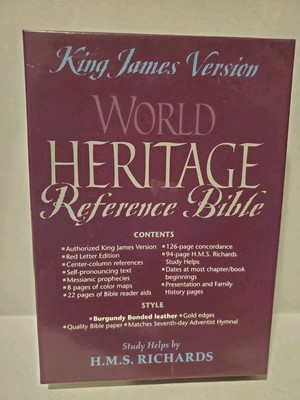 King James Version
WORLD
HERITAGE
Reference Bible
CONTENTS
▪Authorized King James Version
▪Red Letter Edition
▪Center-column references
▪Self-pronouncing text
▪Messianic prophecies
▪8 pages of color maps
▪22 pages of Bible reader aids
▪126-page concordance
▪94-page H.M.S. Richards
Study Helps
▪Dates at most chapter/book
beginnings
▪Presentation and Family
History pages
STYLE
▪Burgundy Bonded leather ▪Gold edges
▪Quality Bible paper ▪Matches Seventh-day Adventist Hymnal
Study Helps by
H.M.S. RICHARDS